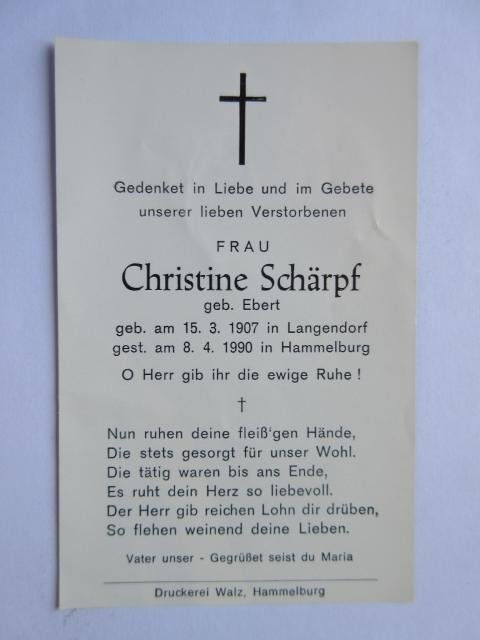 Gedenket in Liebe und im Gebete
unserer lieben Verstorbenen
FRAU
Christine Schärpf
geb. Ebert
geb. am 15. 3. 1907 in Langendorf
gest. am 8. 4. 1990 in Hammelburg
O Herr gib ihr die ewige Ruhe !
Nun ruhen deine fleiß'gen Hände,
Die stets gesorgt für unser Wohl.
Die tätig waren bis ans Ende,
Es ruht dein Herz so liebevoll.
Der Herr gib reichen Lohn dir drüben,
So flehen weinend deine Lieben.
Vater unser - Gegrüßet seist du Maria
Druckerei Walz, Hammelburg